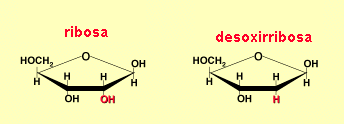 ribosa
desoxirribosa
HOCH₂ O OH
HOCH₂ O OH
H H H H
H H H H
OH OH
OH H